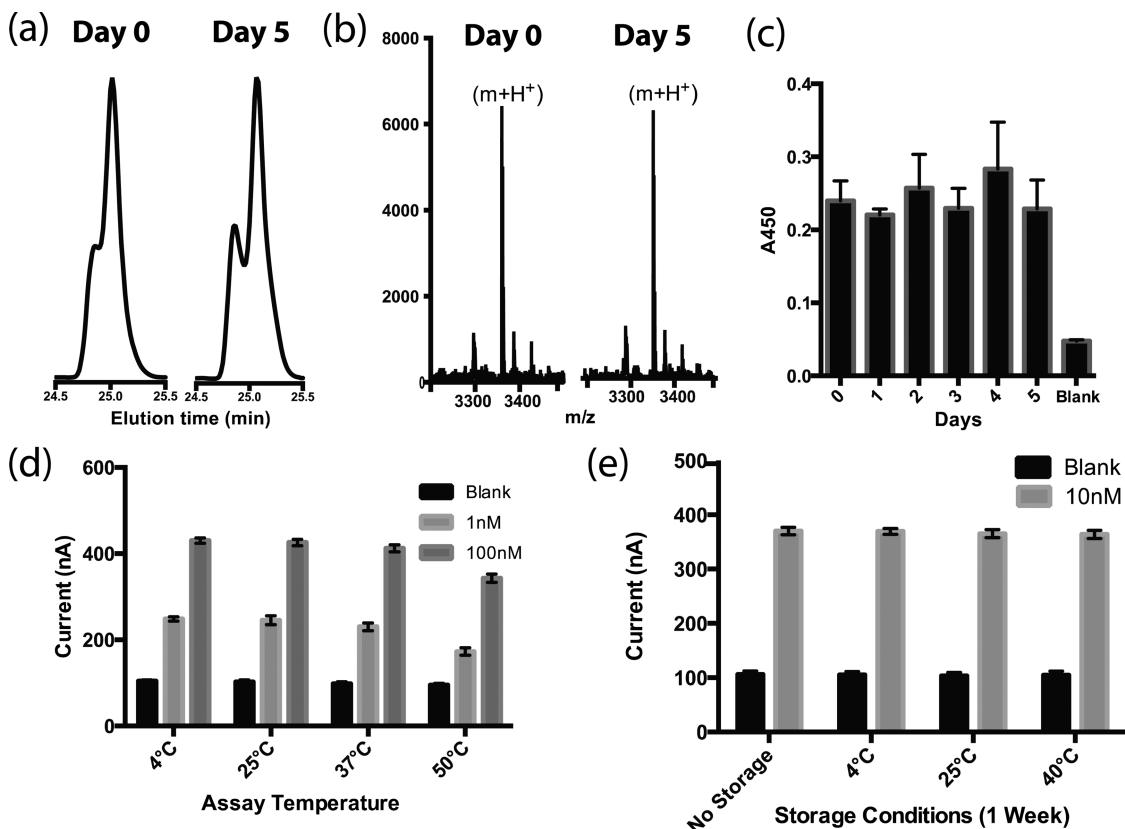 (a)
Day 0 Day 5
24.5 25.0 25.5 24.5 25.0 25.5
Elution time (min)
(b)
Day 0 Day 5
8000
6000
4000
2000
0
(m+H+) (m+H+)
3300 3400 3300 3400
m/z
(c)
0.4
0.3
0.2
0.1
0.0
A450
0 1 2 3 4 5 Blank
Days
(d)
600
400
200
0
Current (nA)
Blank
1nM
100nM
4°C 25°C 37°C 50°C
Assay Temperature
(e)
500
400
300
200
100
0
Current (nA)
Blank
10nM
No Storage 4°C 25°C 40°C
Storage Conditions (1 Week)